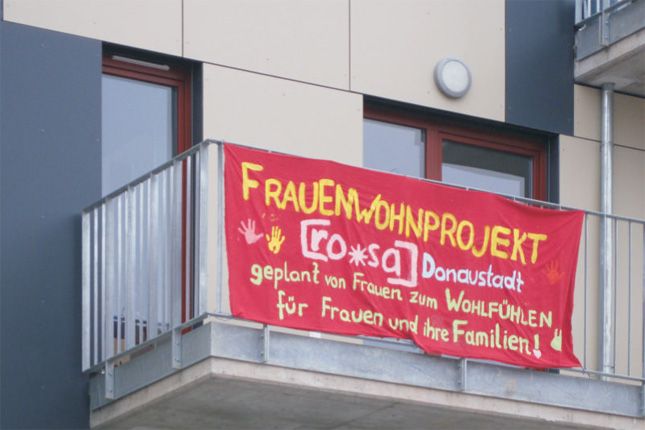 FRAUENWOHNPROJEKT
[ro*sa] Donaustadt
geplant von Frauen zum WOHLFÜHLEN
für Frauen und ihre Familien!